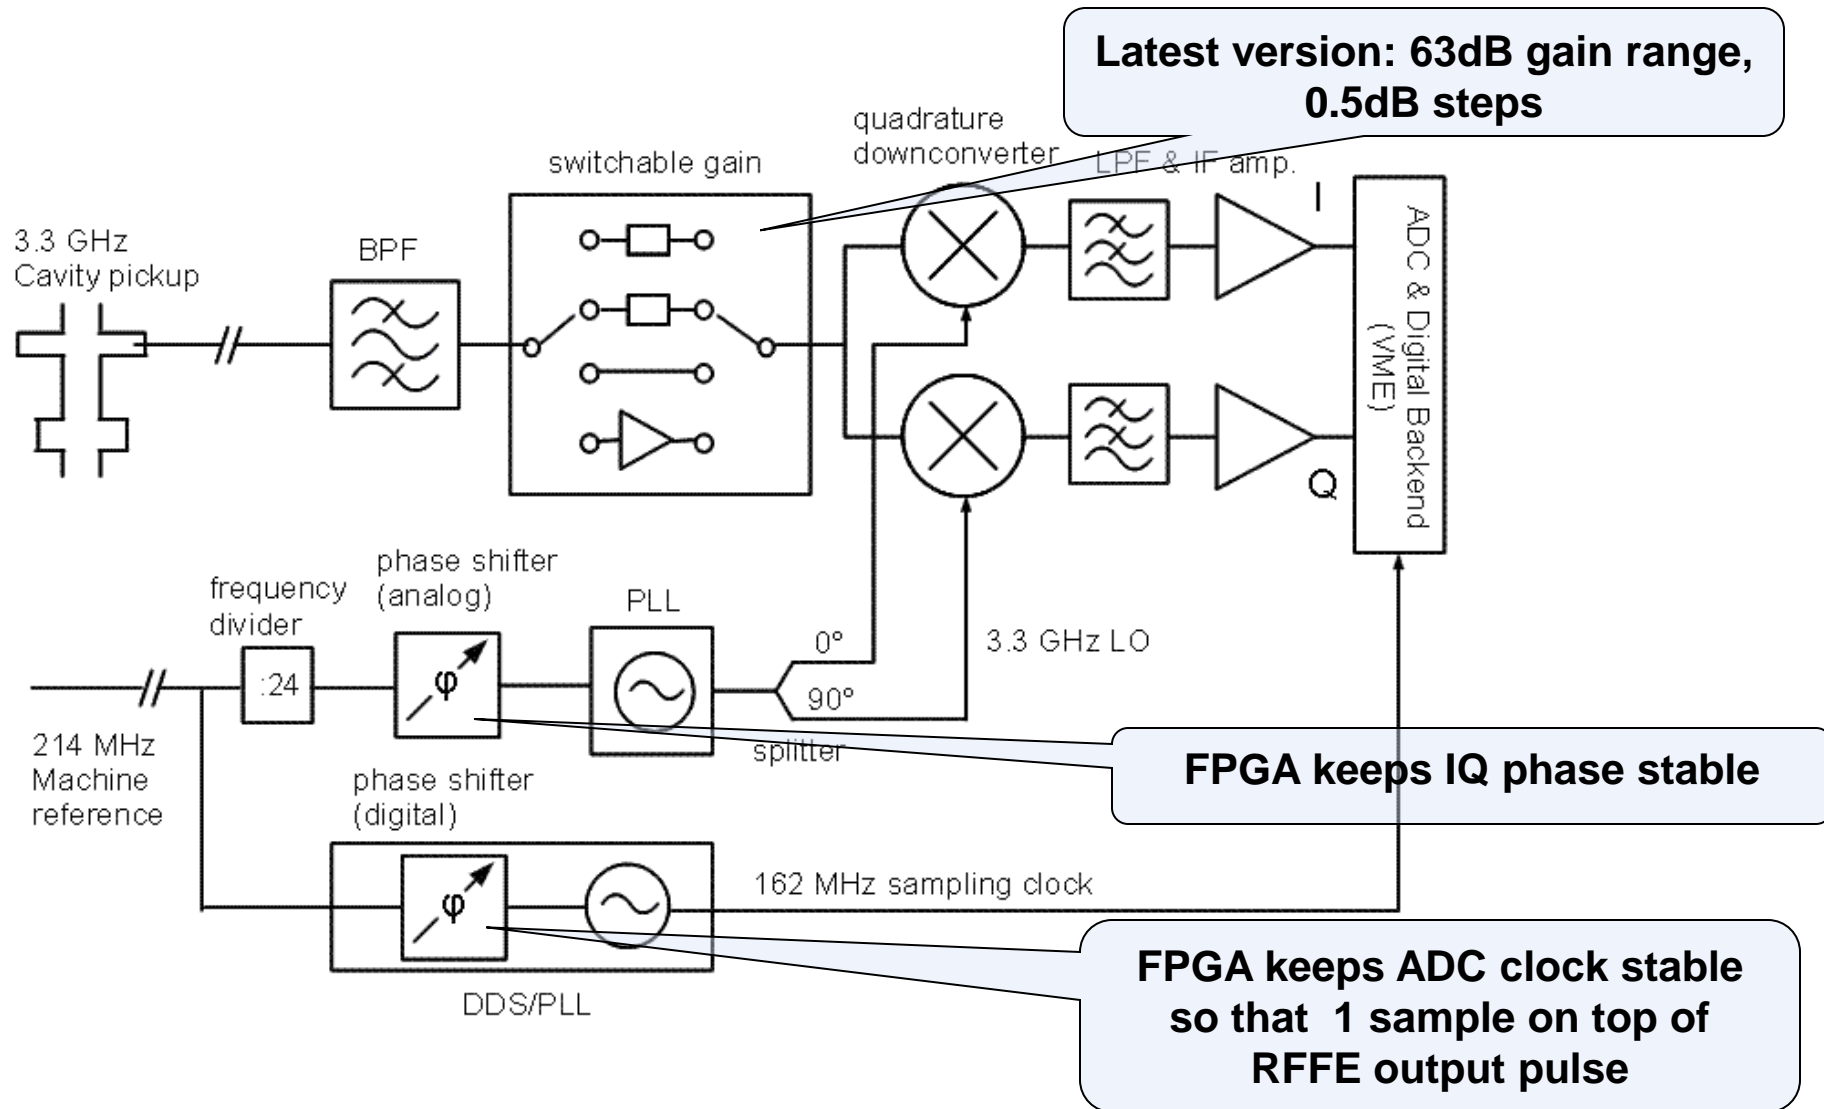 Latest version: 63dB gain range,
0.5dB steps
quadrature
downconverter
LPF & IF amp.
switchable gain
3.3 GHz
Cavity pickup
BPF
I
Q
ADC & Digital Backend
(VME)
phase shifter
(analog)
frequency
divider
PLL
0°
90°
3.3 GHz LO
:24
φ
splitter
214 MHz
Machine
reference
FPGA keeps IQ phase stable
phase shifter
(digital)
φ
162 MHz sampling clock
DDS/PLL
FPGA keeps ADC clock stable
so that 1 sample on top of
RFFE output pulse